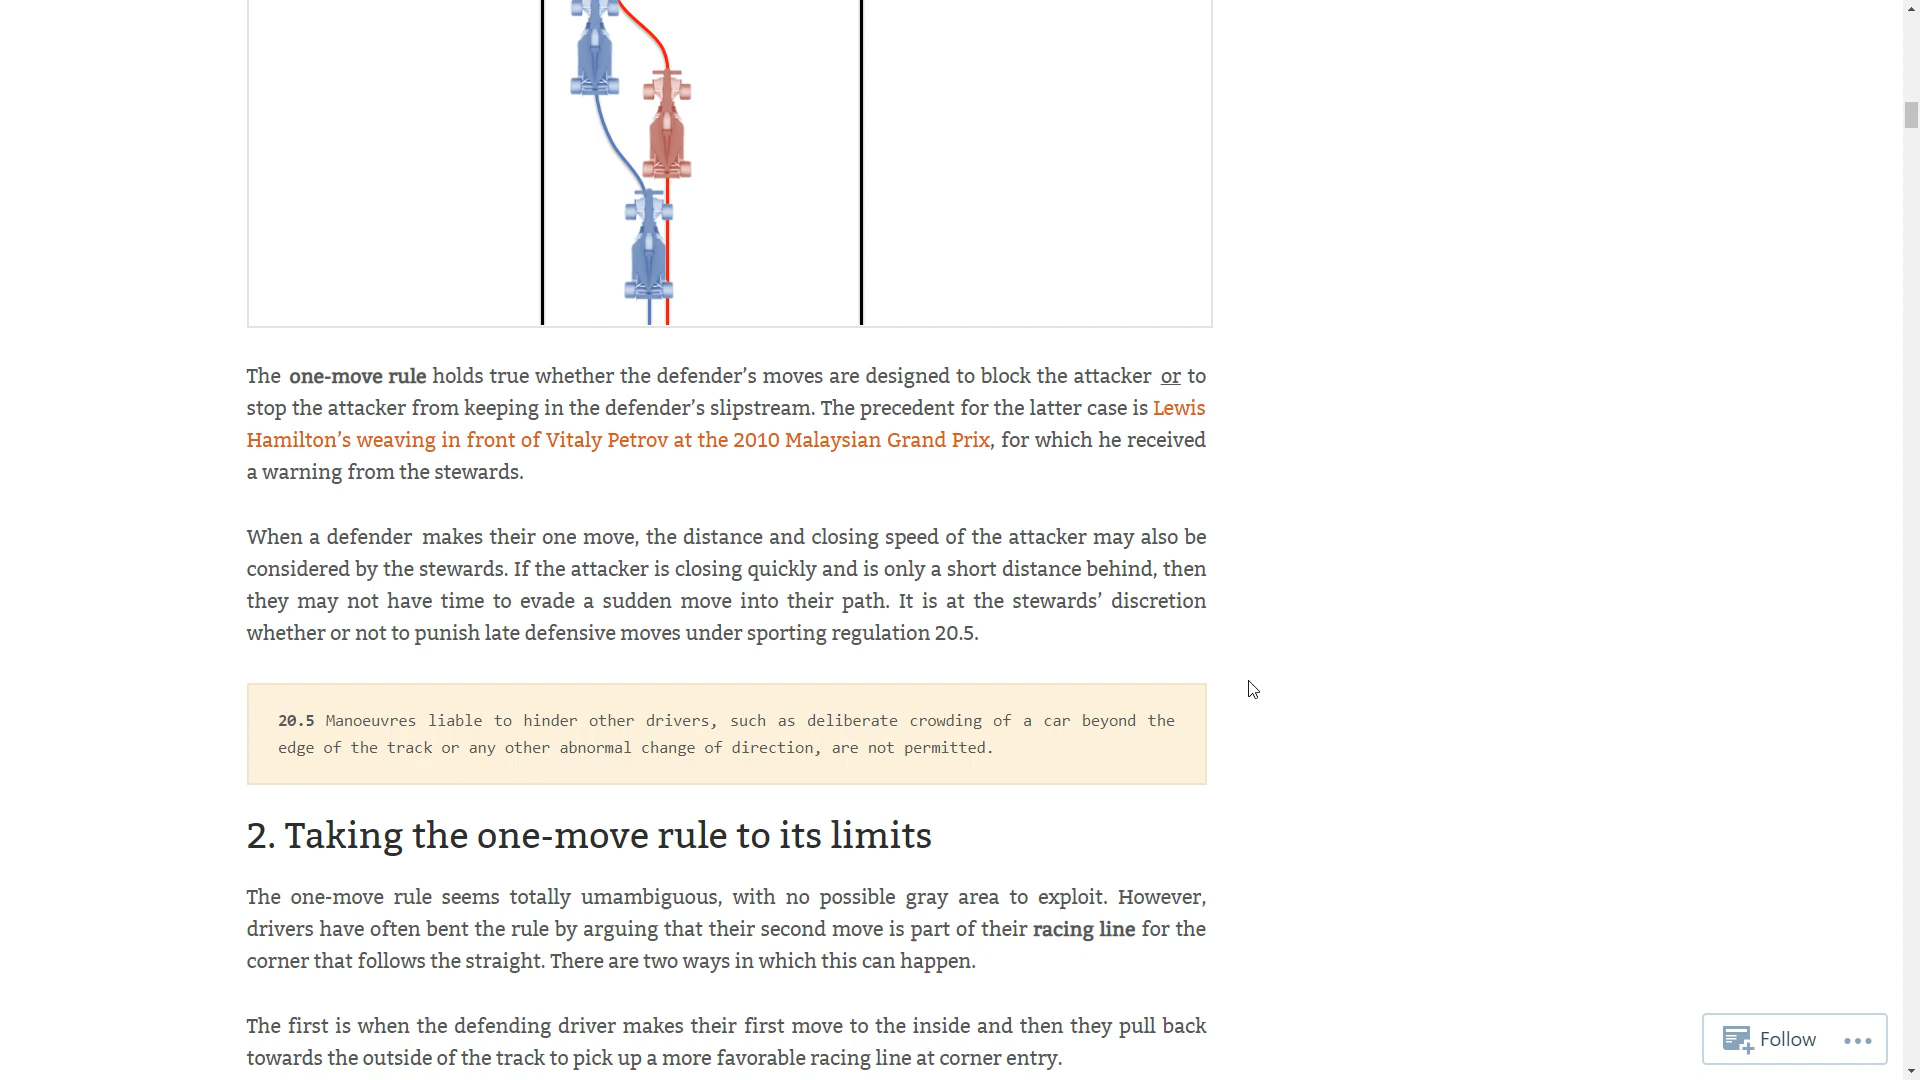 The one-move rule holds true whether the defender’s moves are designed to block the attacker or to
stop the attacker from keeping in the defender’s slipstream. The precedent for the latter case is Lewis
Hamilton’s weaving in front of Vitaly Petrov at the 2010 Malaysian Grand Prix, for which he received
a warning from the stewards.
When a defender makes their one move, the distance and closing speed of the attacker may also be
considered by the stewards. If the attacker is closing quickly and is only a short distance behind, then
they may not have time to evade a sudden move into their path. It is at the stewards’ discretion
whether or not to punish late defensive moves under sporting regulation 20.5.
20.5 Manoeuvres liable to hinder other drivers, such as deliberate crowding of a car beyond the
edge of the track or any other abnormal change of direction, are not permitted.
2. Taking the one-move rule to its limits
The one-move rule seems totally umambiguous, with no possible gray area to exploit. However,
drivers have often bent the rule by arguing that their second move is part of their racing line for the
corner that follows the straight. There are two ways in which this can happen.
The first is when the defending driver makes their first move to the inside and then they pull back
towards the outside of the track to pick up a more favorable racing line at corner entry.
Follow